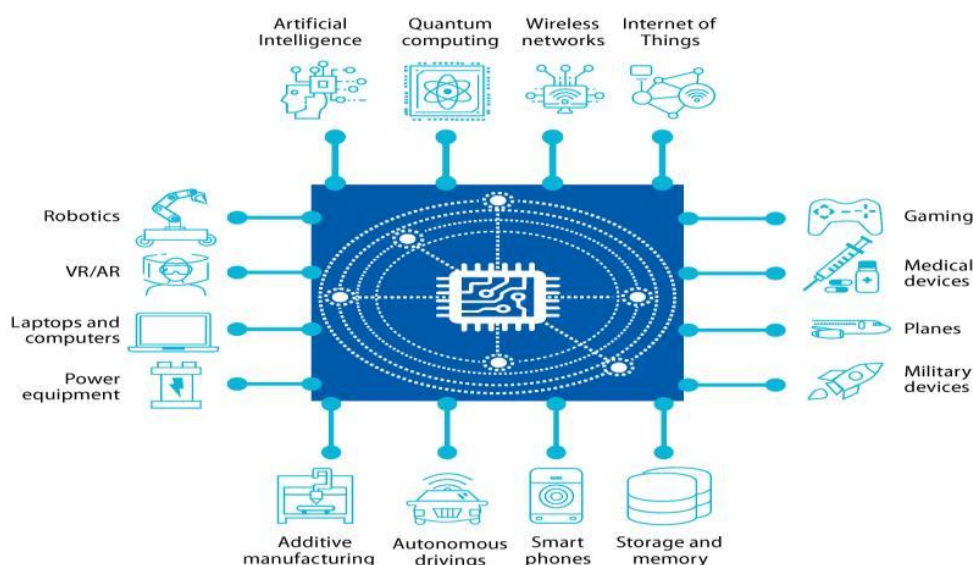 Artificial
Intelligence
Quantum
computing
Wireless
networks
Internet of
Things
Robotics
VR/AR
Laptops and
computers
Power
equipment
Gaming
Medical
devices
Planes
Military
devices
Additive
manufacturing
Autonomous
drivings
Smart
phones
Storage and
memory